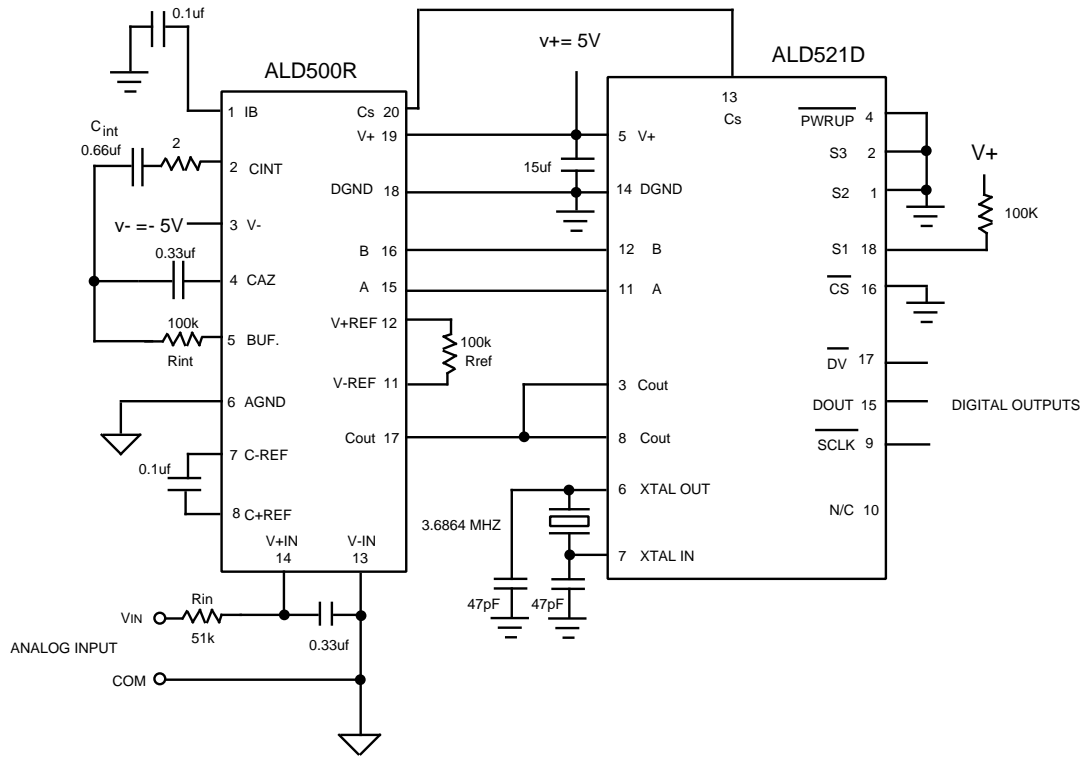 0.1uf
v+= 5V
ALD500R
ALD521D
1 IB
Cs 20
13
Cs
PWRUP 4
V+ 19
5 V+
Cint
0.66uf
2
2 CINT
15uf
S3 2
V+
DGND 18
14 DGND
S2 1
100K
v- =- 5V
3 V-
B 16
12 B
S1 18
0.33uf
4 CAZ
A 15
11 A
CS 16
V+REF 12
100k
Rint
5 BUF.
100k
Rref
DV 17
V-REF 11
3 Cout
6 AGND
DOUT 15
DIGITAL OUTPUTS
Cout 17
8 Cout
SCLK 9
7 C-REF
0.1uf
6 XTAL OUT
8 C+REF
3.6864 MHZ
N/C 10
V+IN
14
V-IN
13
7 XTAL IN
47pF
47pF
Rin
VIN
51k
0.33uf
ANALOG INPUT
COM